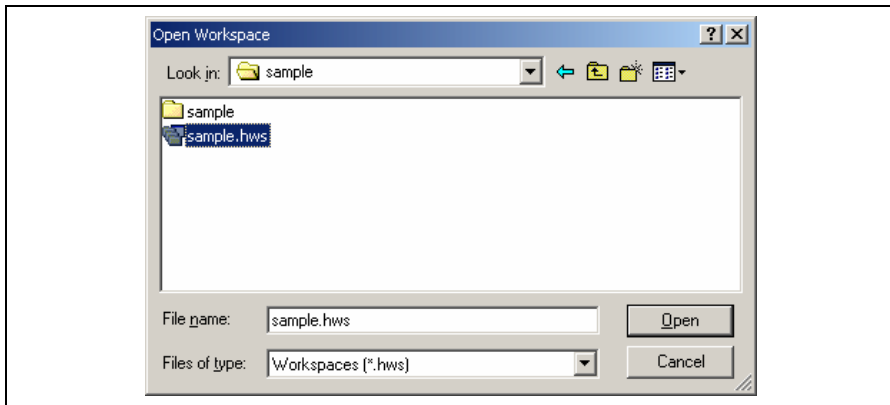 Open Workspace
Look in: sample
sample
sample.hws
File name: sample.hws
Open
Files of type: Workspaces (*.hws)
Cancel